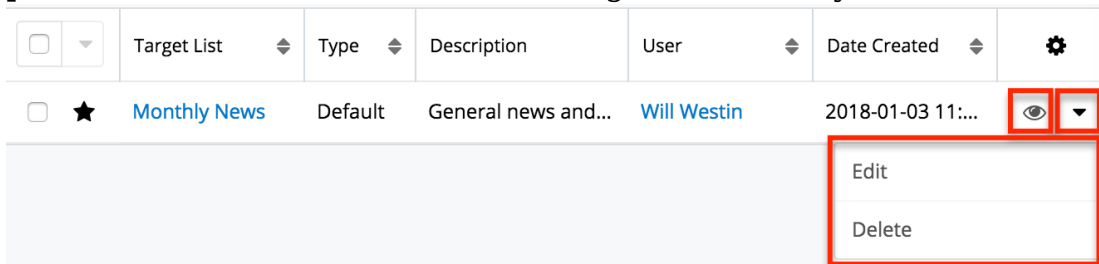 Target List Type Description User Date Created
Monthly News Default General news and... Will Westin 2018-01-03 11:...
Edit
Delete